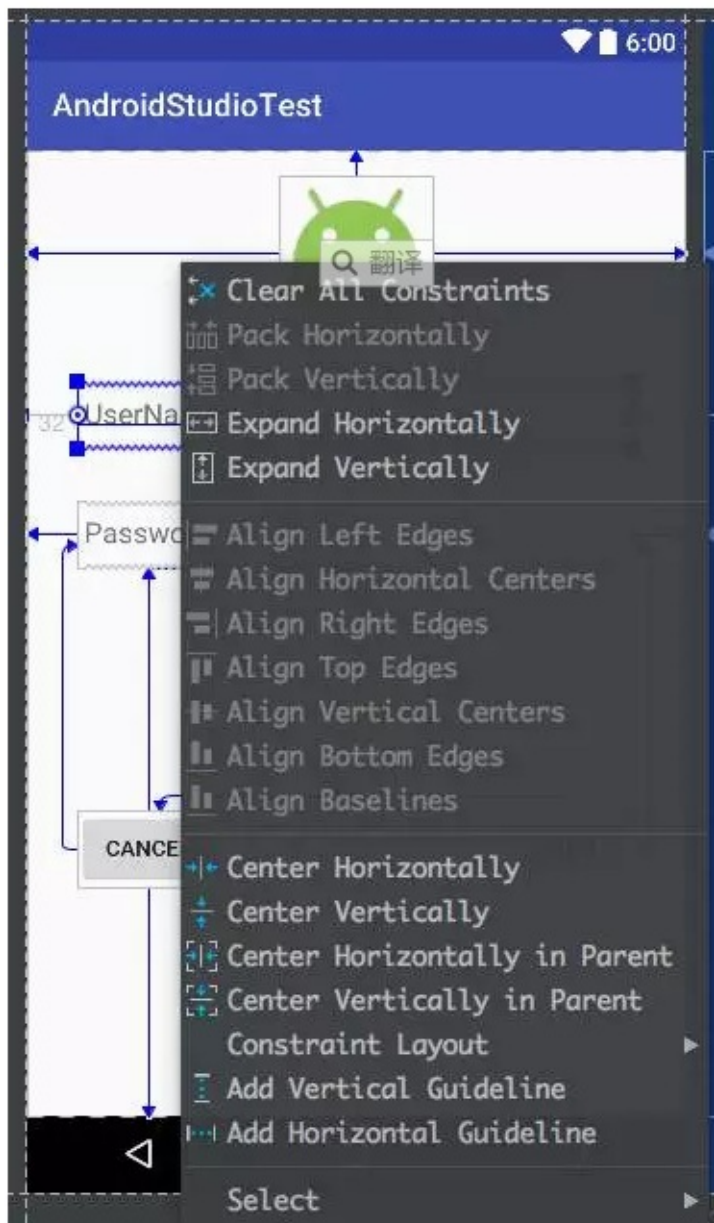 6:00
AndroidStudioTest
翻译
Clear All Constraints
Pack Horizontally
Pack Vertically
Expand Horizontally
32
UserNa
Expand Vertically
Passwo
Align Left Edges
Align Horizontal Centers
Align Right Edges
Align Top Edges
Align Vertical Centers
Align Bottom Edges
Align Baselines
CANCE
Center Horizontally
Center Vertically
Center Horizontally in Parent
Center Vertically in Parent
Constraint Layout
Add Vertical Guideline
Add Horizontal Guideline
Select